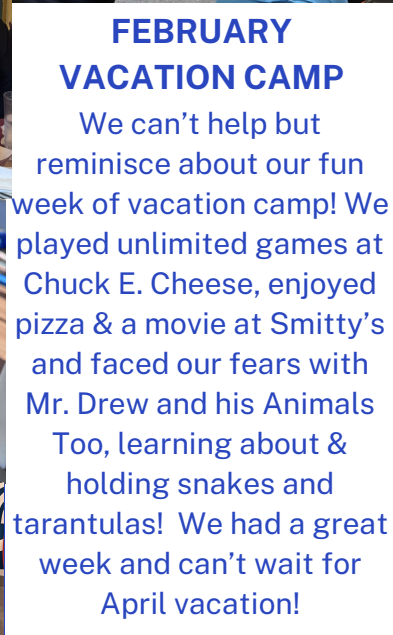 FEBRUARY
VACATION CAMP
We can’t help but
reminisce about our fun
week of vacation camp! We
played unlimited games at
Chuck E. Cheese, enjoyed
pizza & a movie at Smitty’s
and faced our fears with
Mr. Drew and his Animals
Too, learning about &
holding snakes and
tarantulas!  We had a great
week and can’t wait for
April vacation!